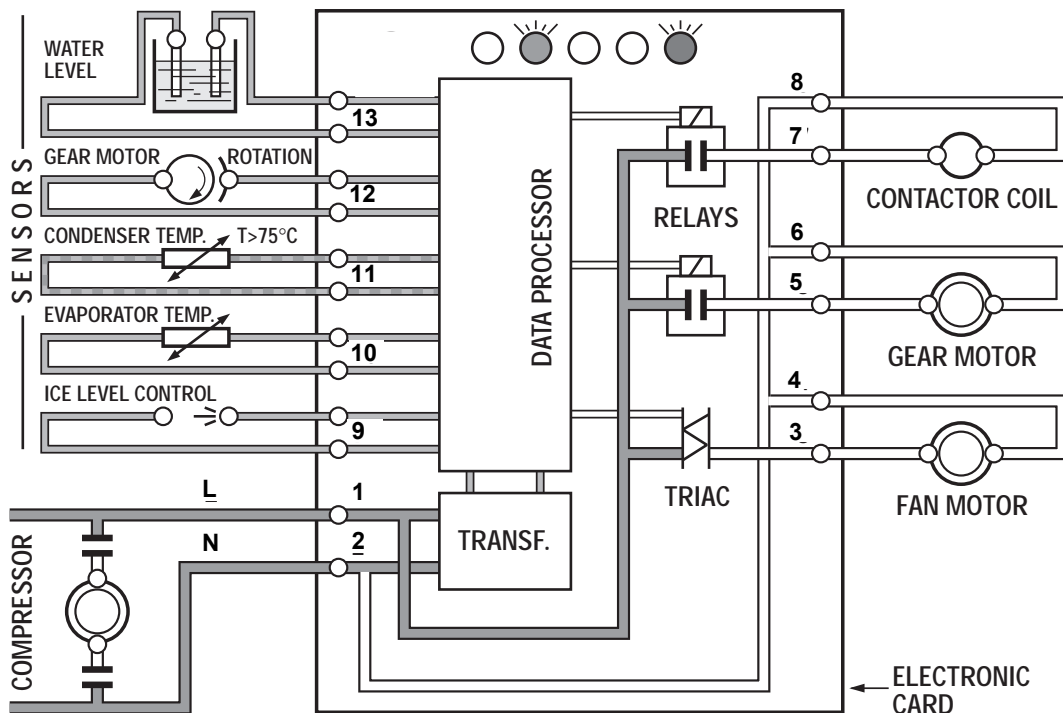 SENSORS
WATER
LEVEL
13
GEAR MOTOR
ROTATION
12
CONDENSER TEMP.
T>75°C
11
EVAPORATOR TEMP.
10
ICE LEVEL CONTROL
9
L
1
N
2
COMPRESSOR
DATA PROCESSOR
TRANSF.
RELAYS
TRIAC
8
7
CONTACTOR COIL
6
5
GEAR MOTOR
4
3
FAN MOTOR
ELECTRONIC
CARD